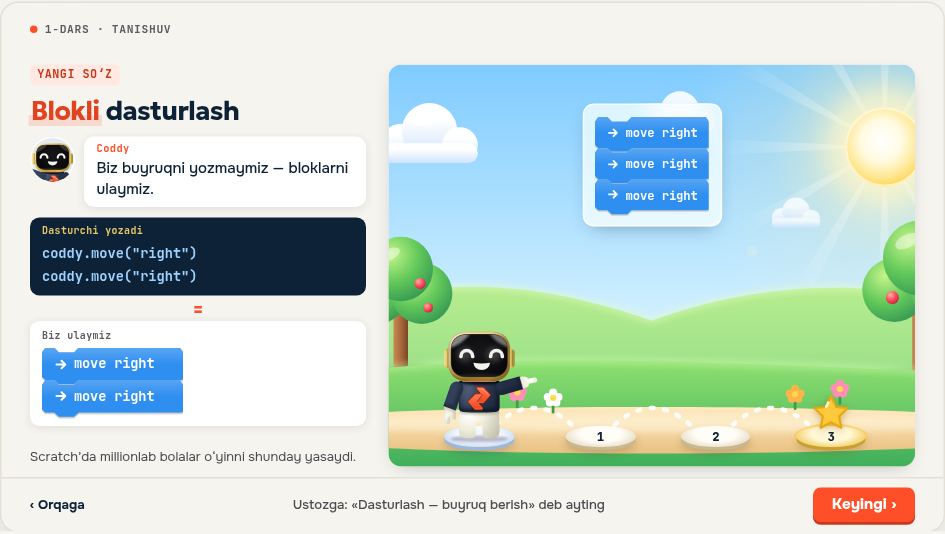 1-DARS · TANISHUV
YANGI SO‘Z
Blokli dasturlash
Coddy
Biz buyruqni yozmaymiz — bloklarni
ulaymiz.
Dasturchi yozadi
coddy.move("right")
coddy.move("right")
=
Biz ulaymiz
→ move right
→ move right
Scratch’da millionlab bolalar o‘yinni shunday yasaydi.
→ move right
→ move right
→ move right
1
2
3
‹ Orqaga
Ustozga: «Dasturlash — buyruq berish» deb ayting
Keyingi ›